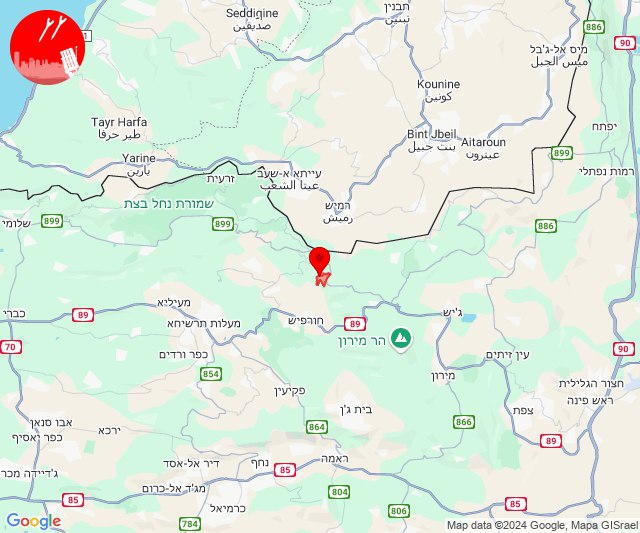 Seddiqine
صديقين
تبنين
تبنين
886
90
מיס אל-ג'בל
ميس الجبل
Kounine
كونين
Tayr Harfa
طير حرفا
Bint Jbeil
بنت جبيل
Aitaroun
عيترون
יפתח
Yarine
يارين
899
עייתא א-שעב
عيتا الشعب
זרעית
רמות נפתלי
שמורת נחל בצת
רמיש
رميش
899
899
שלומי
886
מעיליא
89
כברי
מעלות תרשיחא
חורפיש
89
ג'יש
70
הר מירון
כפר ורדים
עין זיתים
90
854
מירון
חצור הגלילית
ראש פינה
פקיעין
בית ג'ן
צפת
אבו סנאן
כפר יאסיף
ירכא
864
866
89
ראמה
נחף
דיר אל-אסד
85
ג'דיידה מכר
85
מג'ד אל-כרום
804
85
כרמיאל
806
784
Google
Map data ©2024 Google, Mapa GISrael